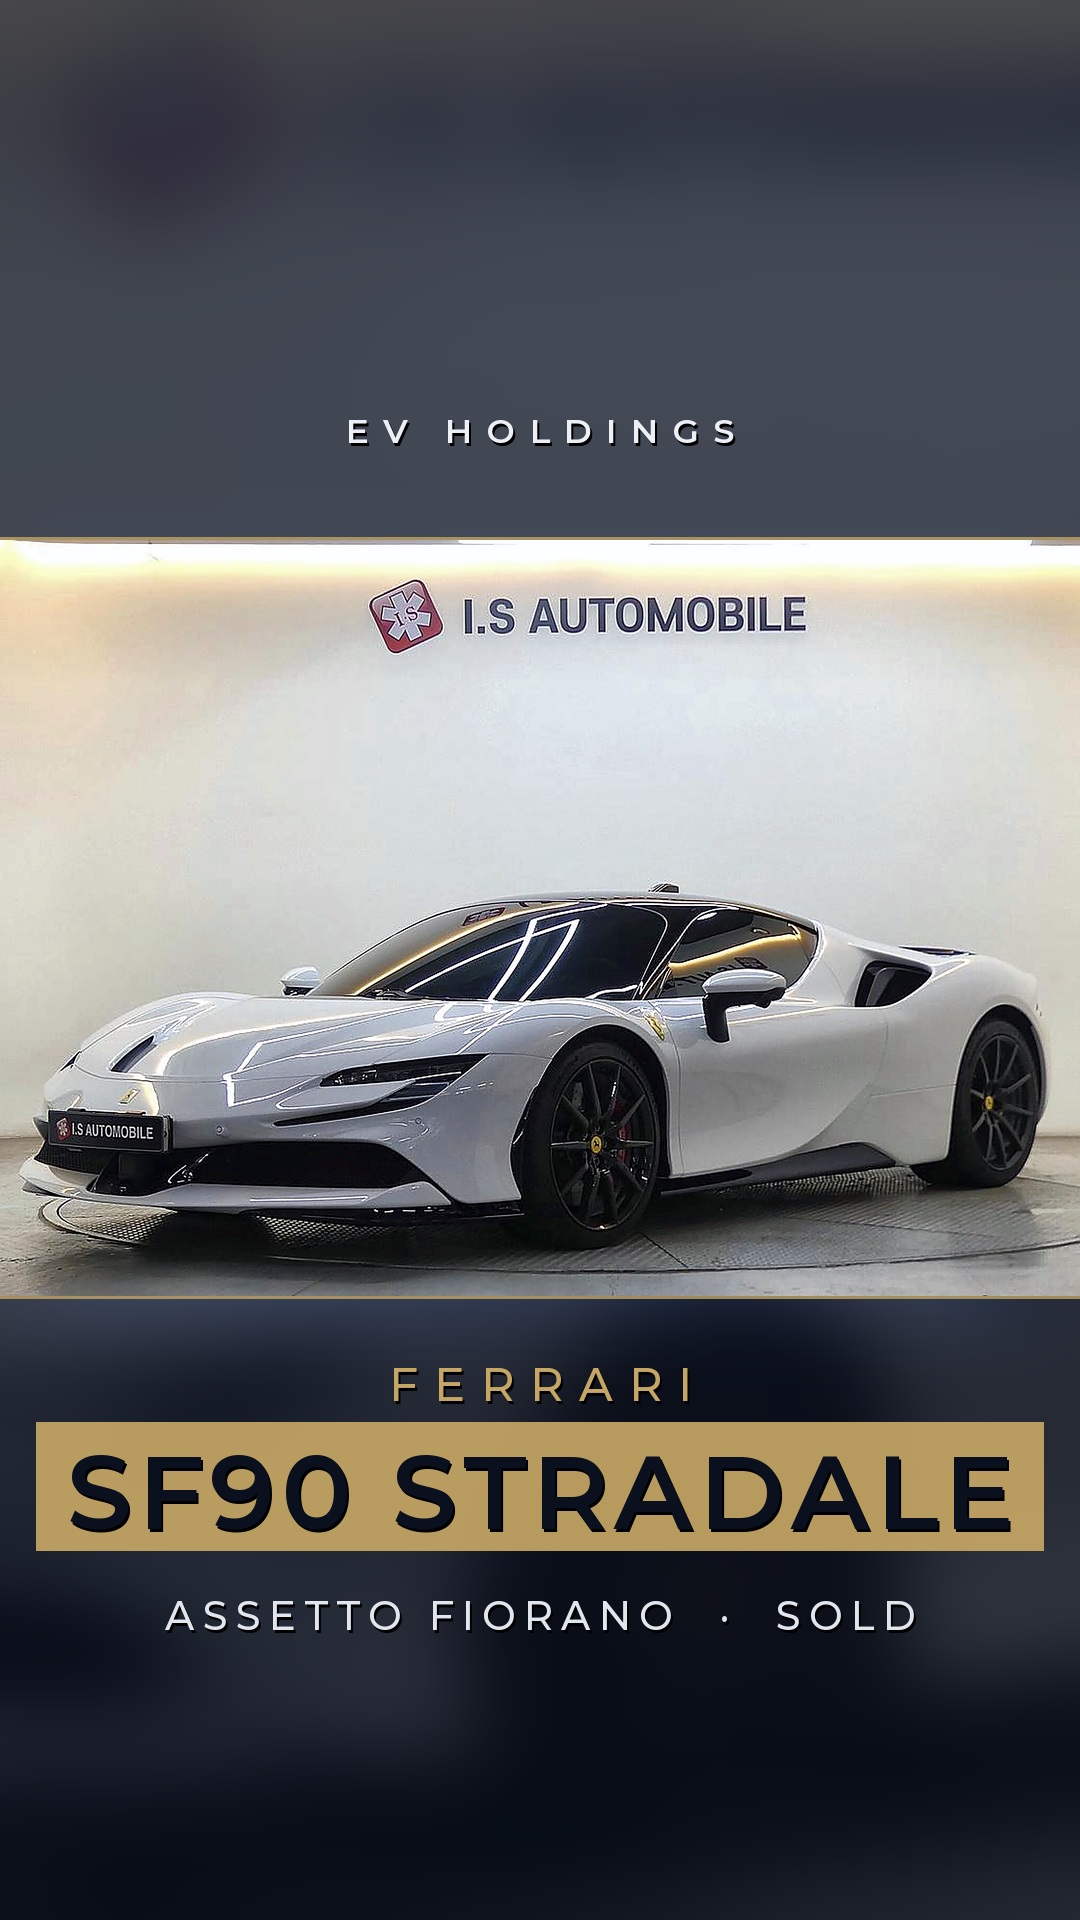 EV HOLDINGS
I.S
I.S AUTOMOBILE
I.S AUTOMOBILE
FERRARI
SF90 STRADALE
ASSETTO FIORANO · SOLD